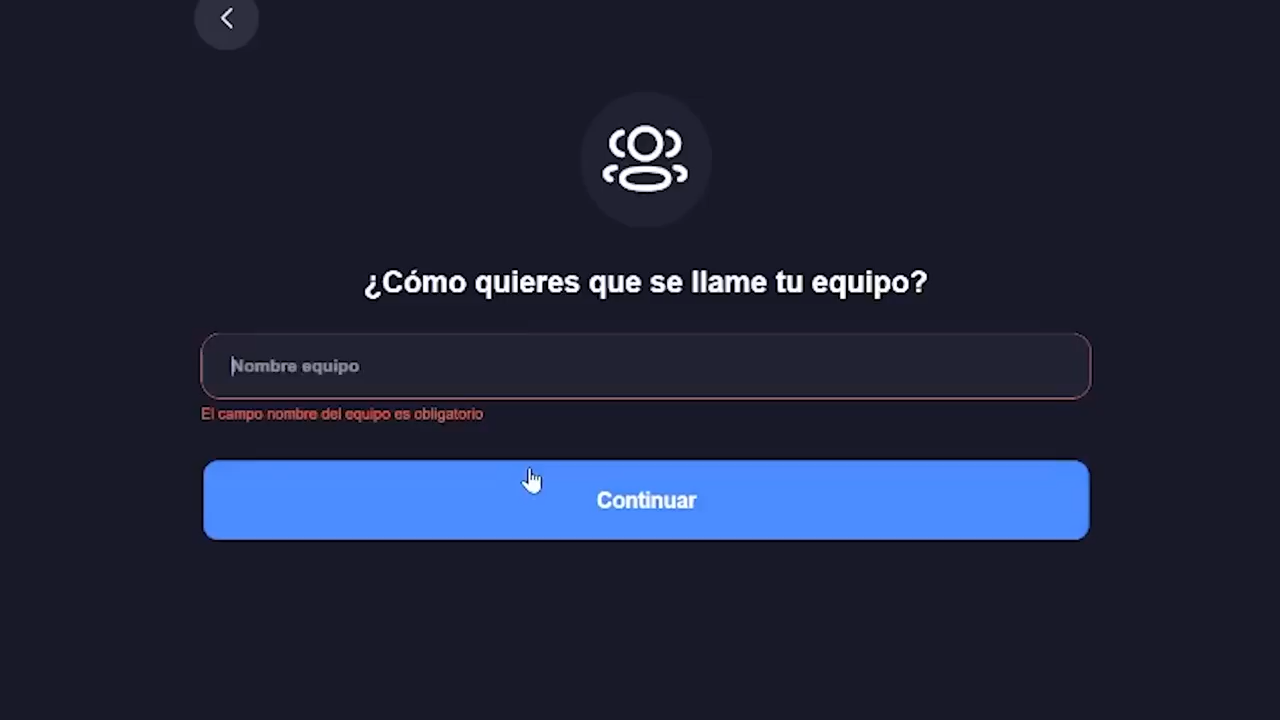 ¿Cómo quieres que se llame tu equipo?
Nombre equipo
El campo nombre del equipo es obligatorio
Continuar